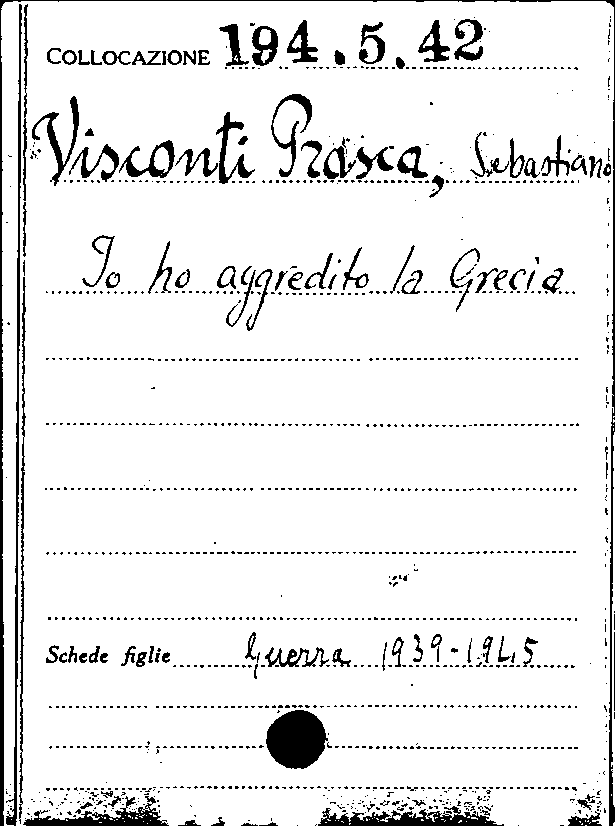 COLLOCAZIONE 194.5.42
Visconti Prasca, Sebastiano
Io ho aggredito la Grecia
Schede figlie Guerra 1939-1945